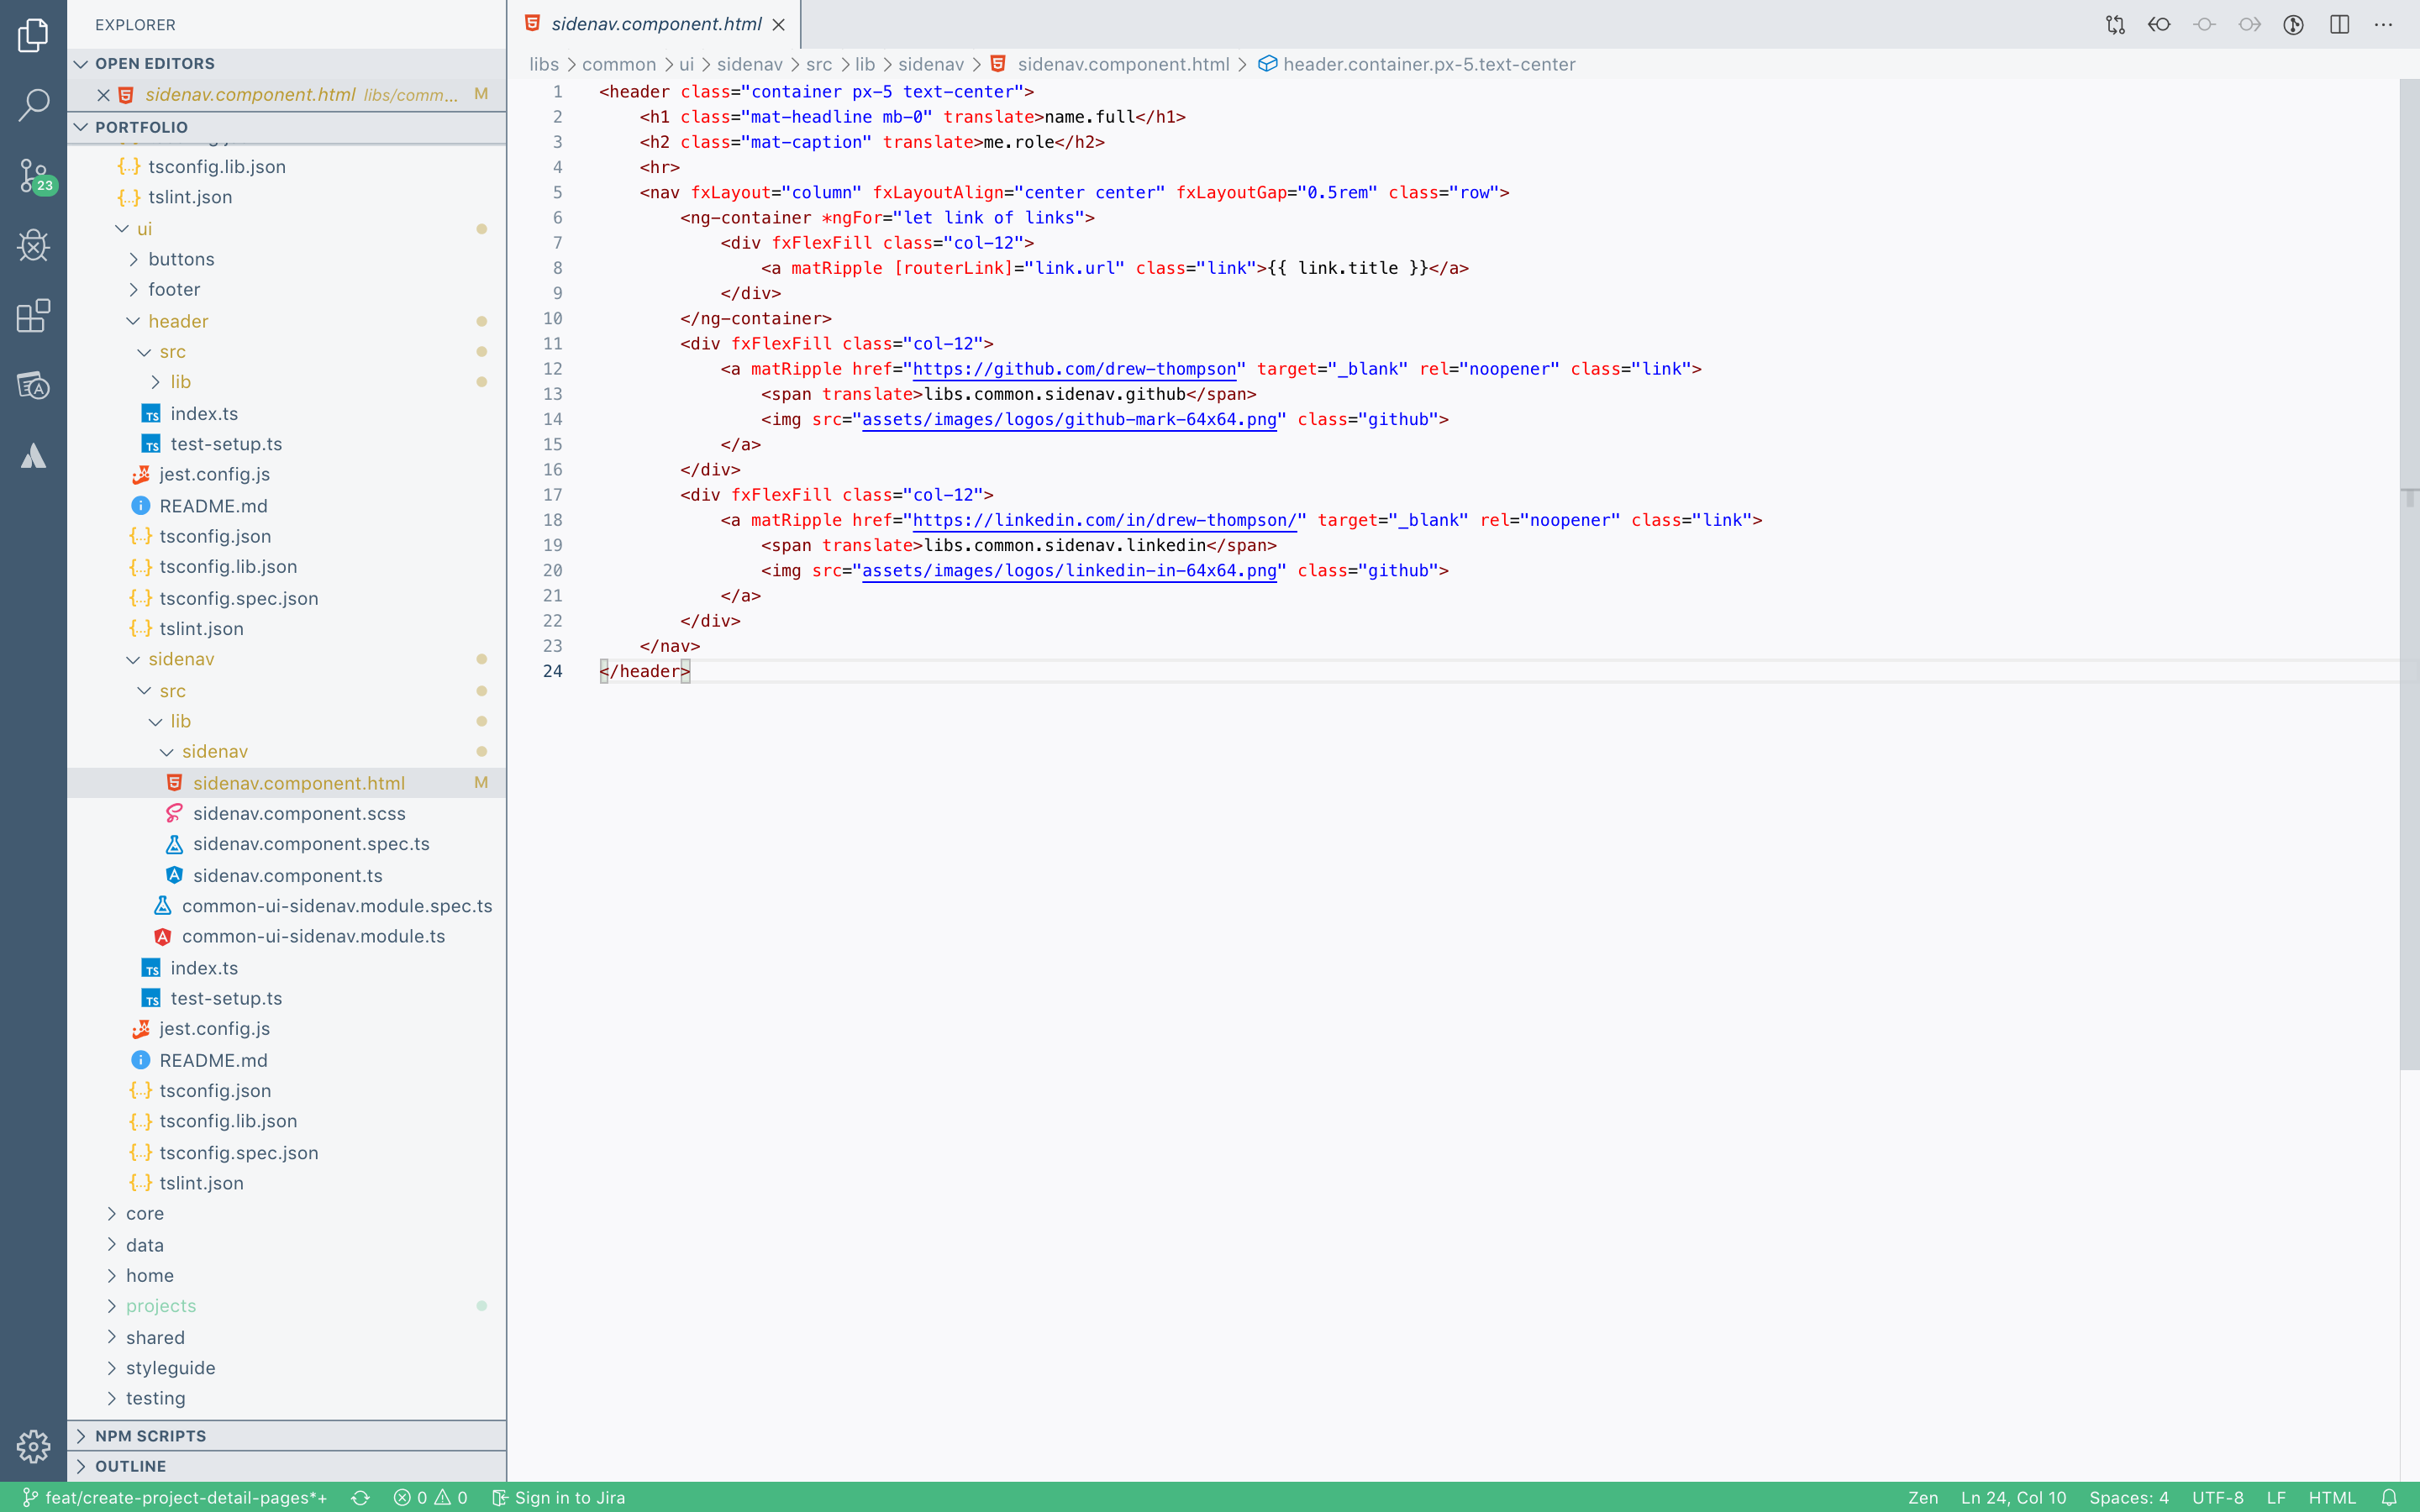 EXPLORER
OPEN EDITORS
sidenav.component.html libs/comm... M
PORTFOLIO
tsconfig.lib.json
tslint.json
ui
buttons
footer
header
src
lib
index.ts
test-setup.ts
jest.config.js
README.md
tsconfig.json
tsconfig.lib.json
tsconfig.spec.json
tslint.json
sidenav
src
lib
sidenav
sidenav.component.html M
sidenav.component.scss
sidenav.component.spec.ts
sidenav.component.ts
common-ui-sidenav.module.spec.ts
common-ui-sidenav.module.ts
index.ts
test-setup.ts
jest.config.js
README.md
tsconfig.json
tsconfig.lib.json
tsconfig.spec.json
tslint.json
core
data
home
projects
shared
styleguide
testing
NPM SCRIPTS
OUTLINE
23
sidenav.component.html
libs > common > ui > sidenav > src > lib > sidenav > sidenav.component.html > header.container.px-5.text-center
1 <header class="container px-5 text-center">
2 <h1 class="mat-headline mb-0" translate>name.full</h1>
3 <h2 class="mat-caption" translate>me.role</h2>
4 <hr>
5 <nav fxLayout="column" fxLayoutAlign="center center" fxLayoutGap="0.5rem" class="row">
6 <ng-container *ngFor="let link of links">
7 <div fxFlexFill class="col-12">
8 <a matRipple [routerLink]="link.url" class="link">{{ link.title }}</a>
9 </div>
10 </ng-container>
11 <div fxFlexFill class="col-12">
12 <a matRipple href="https://github.com/drew-thompson" target="_blank" rel="noopener" class="link">
13 <span translate>libs.common.sidenav.github</span>
14 <img src="assets/images/logos/github-mark-64x64.png" class="github">
15 </a>
16 </div>
17 <div fxFlexFill class="col-12">
18 <a matRipple href="https://linkedin.com/in/drew-thompson/" target="_blank" rel="noopener" class="link">
19 <span translate>libs.common.sidenav.linkedin</span>
20 <img src="assets/images/logos/linkedin-in-64x64.png" class="github">
21 </a>
22 </div>
23 </nav>
24 </header>
feat/create-project-detail-pages*+ 0 0 Sign in to Jira Zen Ln 24, Col 10 Spaces: 4 UTF-8 LF HTML